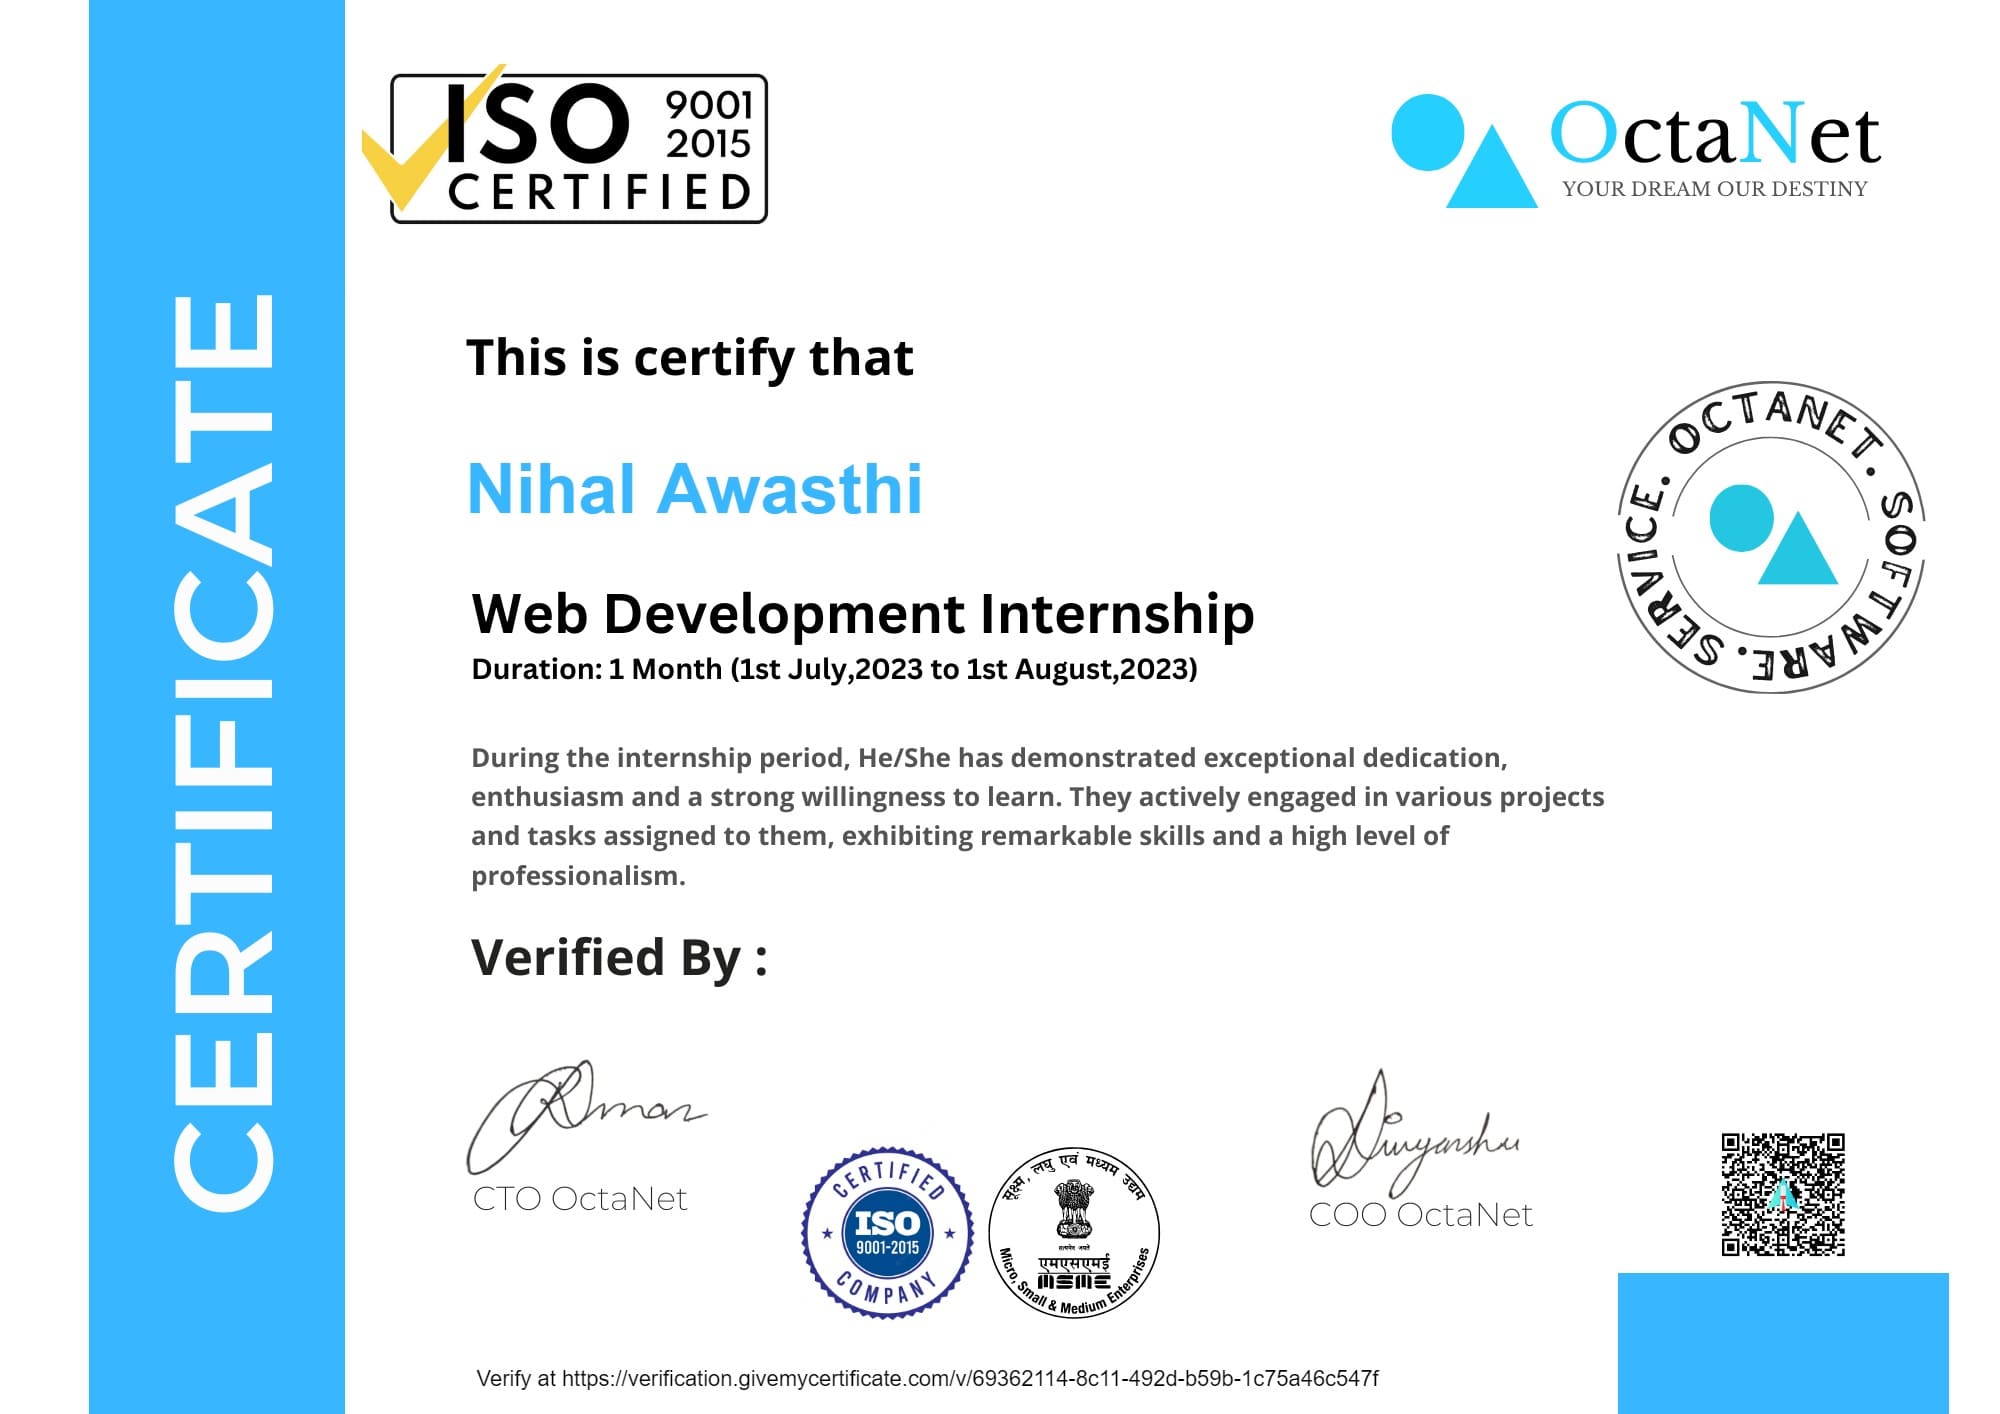 CERTIFICATE
ISO 9001
2015
CERTIFIED
OctaNet
YOUR DREAM OUR DESTINY
This is certify that
Nihal Awasthi
OCTANET. SOFTWARE. SERVICE.
Web Development Internship
Duration: 1 Month (1st July,2023 to 1st August,2023)
During the internship period, He/She has demonstrated exceptional dedication,
enthusiasm and a strong willingness to learn. They actively engaged in various projects
and tasks assigned to them, exhibiting remarkable skills and a high level of
professionalism.
Verified By :
Aman
CTO OctaNet
CERTIFIED
ISO
9001-2015
COMPANY
सूक्ष्म, लघु एवं मध्यम उद्यम
सत्यमेव जयते
एमएसएमई
MSME
Micro, Small & Medium Enterprises
Divyanshu
COO OctaNet
Verify at https://verification.givemycertificate.com/v/69362114-8c11-492d-b59b-1c75a46c547f